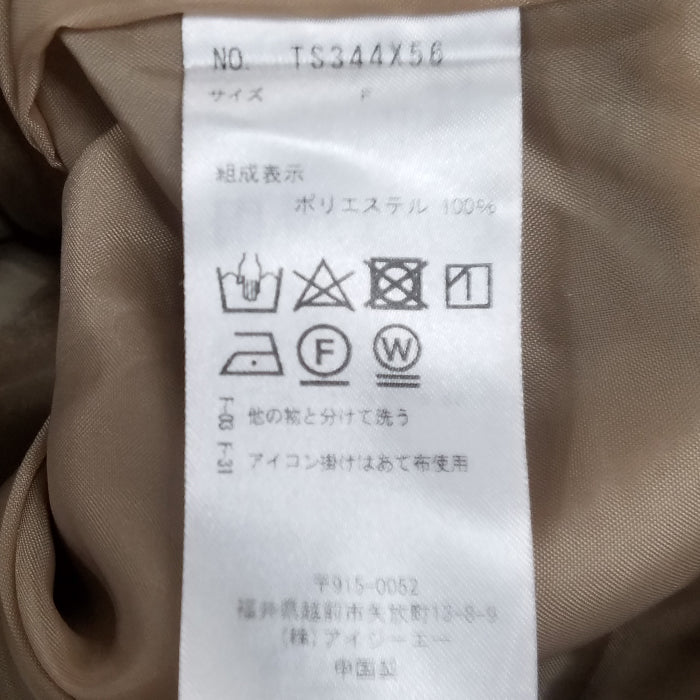 NO. TS344X56
サイズ F
組成表示
ポリエステル 100%
1
F W
他の物と分けて洗う
アイコン掛けはあて布使用
〒915-0052
福井県越前市矢放町13-8-9
(株)アイジーエー
中国製